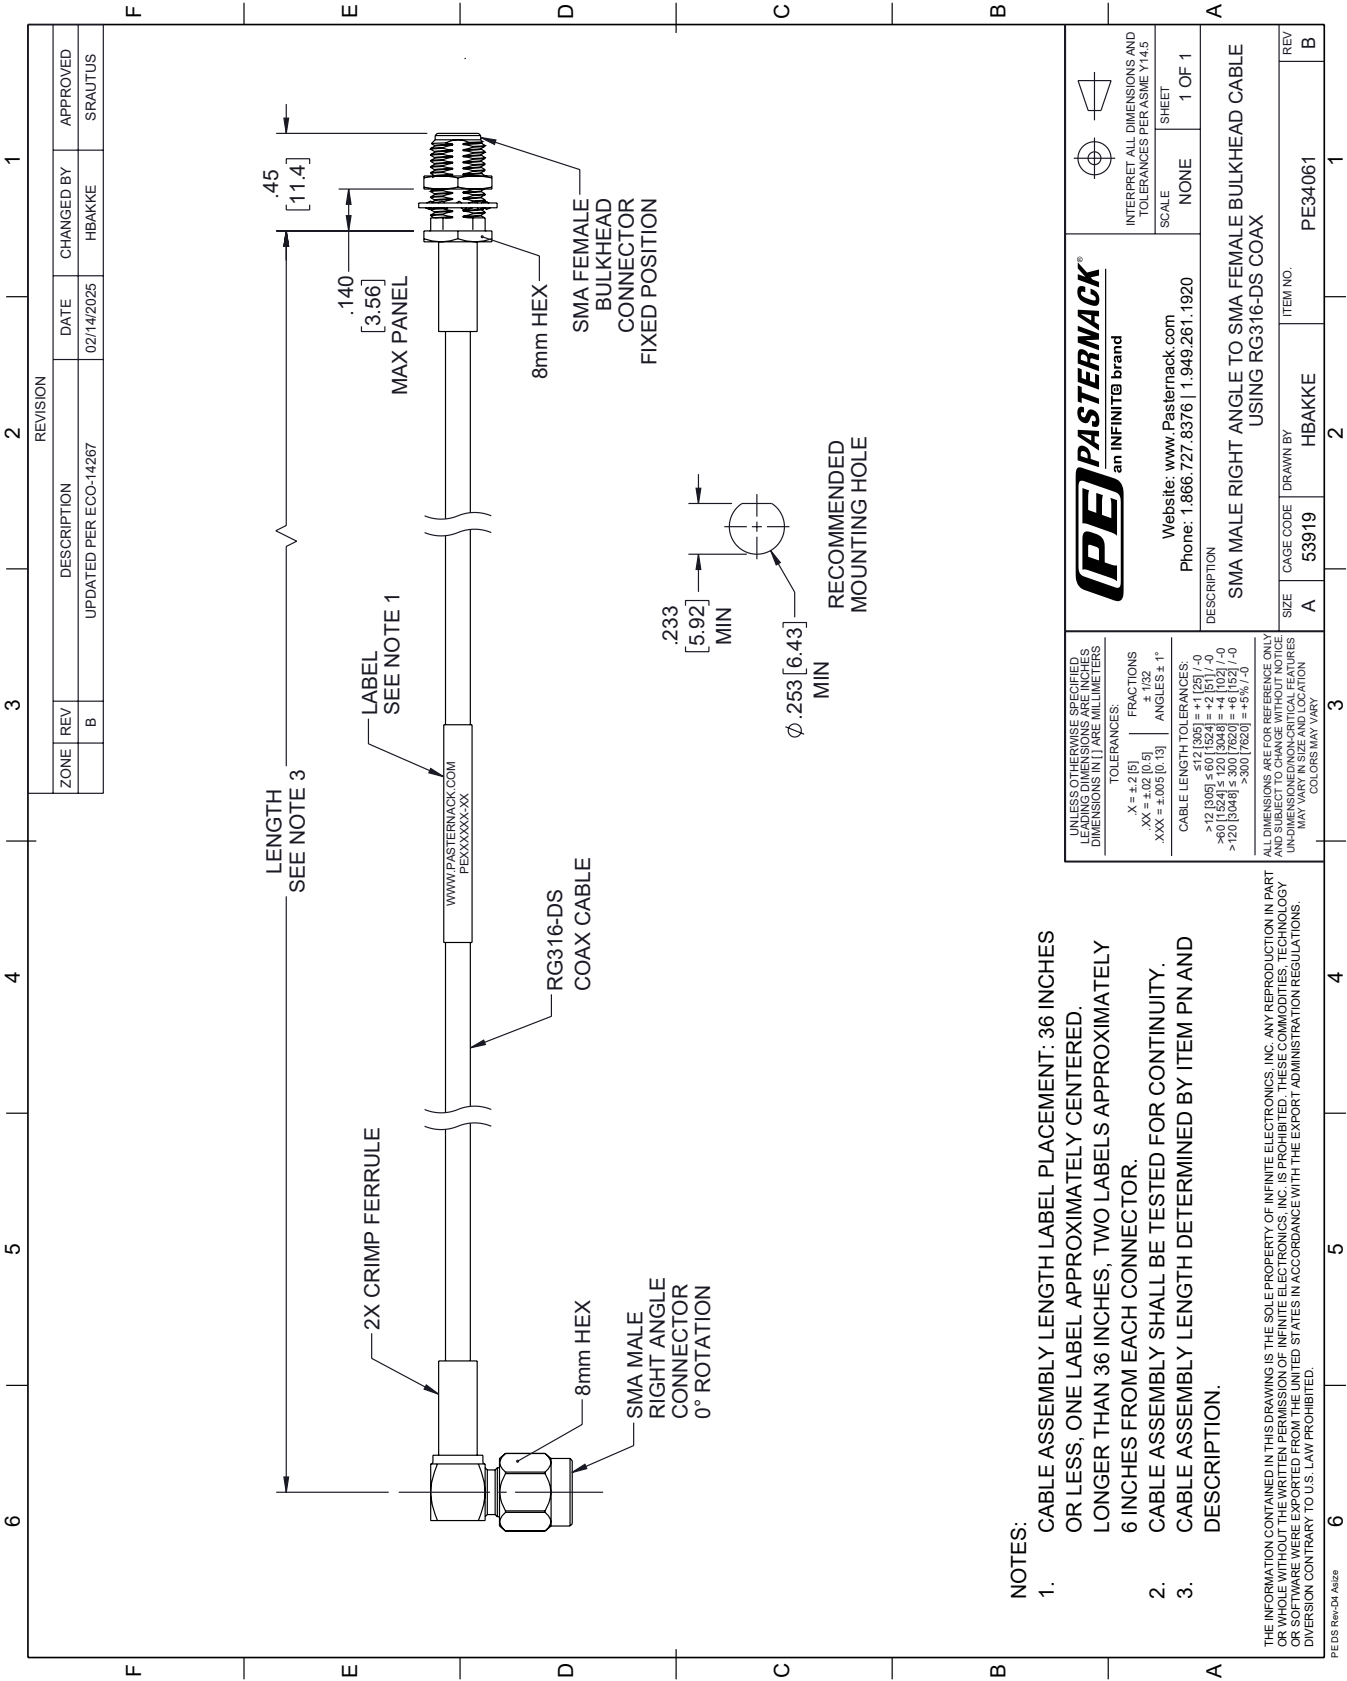 6
5
4
3
2
1
F
E
D
C
B
A
REVISION
ZONE REV DESCRIPTION DATE CHANGED BY APPROVED
B UPDATED PER ECO-14267 02/14/2025 HBAKKE SRAUTUS
LENGTH
SEE NOTE 3
.45
[11.4]
.140
[3.56]
MAX PANEL
2X CRIMP FERRULE
LABEL
SEE NOTE 1
WWW.PASTERNACK.COM
PEXXXXXX-XX
8mm HEX
SMA MALE
RIGHT ANGLE
CONNECTOR
0° ROTATION
RG316-DS
COAX CABLE
8mm HEX
SMA FEMALE
BULKHEAD
CONNECTOR
FIXED POSITION
.233
[5.92]
MIN
Ø.253 [6.43]
MIN
RECOMMENDED
MOUNTING HOLE
NOTES:
1. CABLE ASSEMBLY LENGTH LABEL PLACEMENT: 36 INCHES
OR LESS, ONE LABEL APPROXIMATELY CENTERED.
LONGER THAN 36 INCHES, TWO LABELS APPROXIMATELY
6 INCHES FROM EACH CONNECTOR.
2. CABLE ASSEMBLY SHALL BE TESTED FOR CONTINUITY.
3. CABLE ASSEMBLY LENGTH DETERMINED BY ITEM PN AND
DESCRIPTION.
THE INFORMATION CONTAINED IN THIS DRAWING IS THE SOLE PROPERTY OF INFINITE ELECTRONICS, INC. ANY REPRODUCTION IN PART
OR WHOLE WITHOUT THE WRITTEN PERMISSION OF INFINITE ELECTRONICS, INC. IS PROHIBITED. THESE COMMODITIES, TECHNOLOGY
OR SOFTWARE WERE EXPORTED FROM THE UNITED STATES IN ACCORDANCE WITH THE EXPORT ADMINISTRATION REGULATIONS.
DIVERSION CONTRARY TO U.S. LAW PROHIBITED.
UNLESS OTHERWISE SPECIFIED
LEADING DIMENSIONS ARE INCHES
DIMENSIONS IN [ ] ARE MILLIMETERS
TOLERANCES:
.X = ±.2 [5] FRACTIONS
.XX = ±.02 [0.5] ± 1/32
.XXX = ±.005 [0.13] ANGLES ± 1°
CABLE LENGTH TOLERANCES:
≤12 [305] = +1 [25] / -0
>12 [305] ≤ 60 [1524] = +2 [51] / -0
>60 [1524] ≤ 120 [3048] = +4 [102] / -0
>120 [3048] ≤ 300 [7620] = +6 [152] / -0
>300 [7620] = +5% / -0
ALL DIMENSIONS ARE FOR REFERENCE ONLY
AND SUBJECT TO CHANGE WITHOUT NOTICE.
UN-DIMENSIONED/NON-CRITICAL FEATURES
MAY VARY IN SIZE AND LOCATION
COLORS MAY VARY
PE PASTERNACK®
an INFINITE brand
Website: www.Pasternack.com
Phone: 1.866.727.8376 | 1.949.261.1920
INTERPRET ALL DIMENSIONS AND
TOLERANCES PER ASME Y14.5
SCALE NONE SHEET 1 OF 1
DESCRIPTION
SMA MALE RIGHT ANGLE TO SMA FEMALE BULKHEAD CABLE
USING RG316-DS COAX
SIZE CAGE CODE DRAWN BY ITEM NO. REV
A 53919 HBAKKE PE34061 B
F
E
D
C
B
A
6
5
4
3
2
1
PE DS Rev-D4 Asize